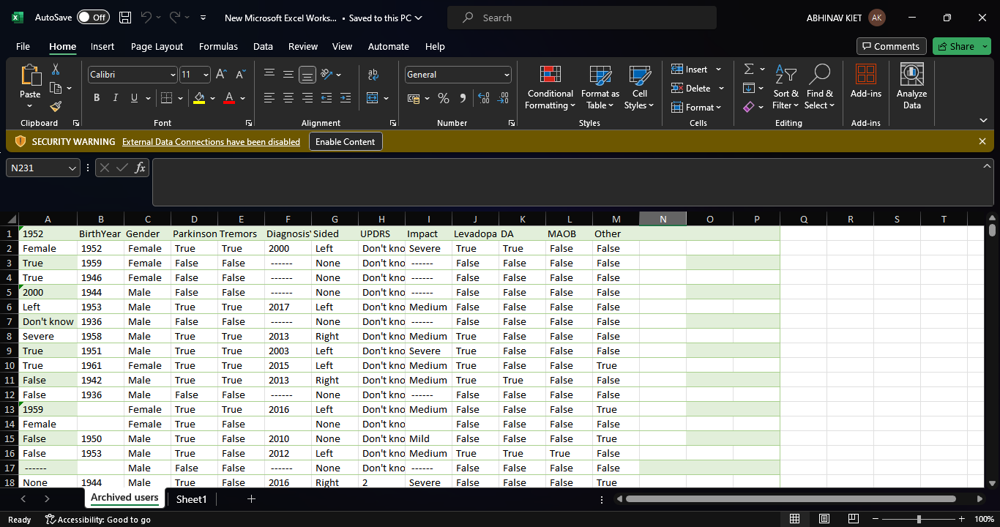 AutoSave Off New Microsoft Excel Works... • Saved to this PC Search ABHINAV KIET AK
File Home Insert Page Layout Formulas Data Review View Automate Help Comments Share
Paste Calibri 11 General Conditional Formatting Format as Table Cell Styles Insert Delete Format Sort & Filter Find & Select Add-ins Analyze Data
Clipboard Font Alignment Number Styles Cells Editing Add-ins
SECURITY WARNING External Data Connections have been disabled Enable Content
N231 fx
A B C D E F G H I J K L M N O P Q R S T
1 1952 BirthYear Gender Parkinson Tremors Diagnosis' Sided UPDRS Impact Levadopa DA MAOB Other
2 Female 1952 Female True True 2000 Left Don't kno Severe True True False False
3 True 1959 Female False False ------ None Don't kno ------ False False False False
4 True 1946 Female False False ------ None Don't kno ------ False False False False
5 2000 1944 Male False False ------ None Don't kno ------ False False False False
6 Left 1953 Male True True 2017 Left Don't kno Medium False False False False
7 Don't know 1936 Male False False ------ None Don't kno ------ False False False False
8 Severe 1958 Male True True 2013 Right Don't kno Medium True False False False
9 True 1951 Male True True 2003 Left Don't kno Severe True False False False
10 True 1961 Female True True 2015 Left Don't kno Medium True False False True
11 False 1942 Male True True 2013 Right Don't kno Medium True True False False
12 False 1936 Male False False ------ None Don't kno ------ False False False False
13 1959 Female True True 2016 Left Don't kno Medium False False False True
14 Female Female True False None Don't kno False False False False
15 False 1950 Male True False 2010 None Don't kno Mild False False False True
16 False 1953 Male True False 2012 Left Don't kno Medium True True True False
17 ------ Male False False ------ None Don't kno ------ False False False False
18 None 1944 Male True False 2016 Right 2 Severe False False False True
Archived users Sheet1
Ready Accessibility: Good to go 100%